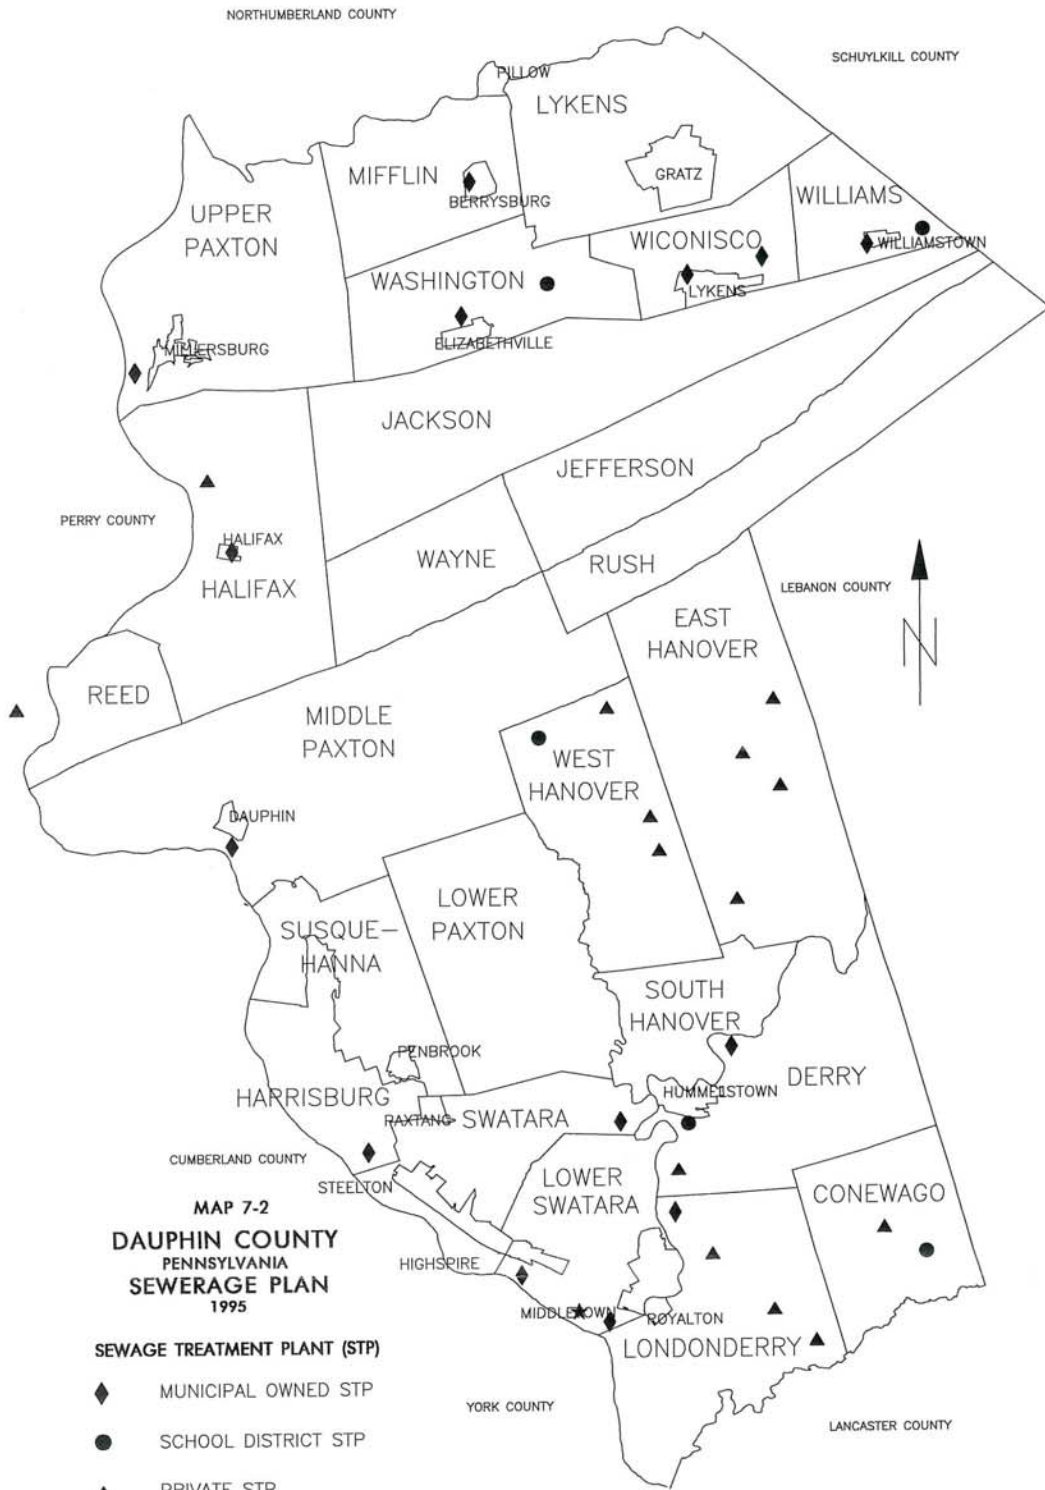 NORTHUMBERLAND COUNTY
SCHUYLKILL COUNTY
PILLOW
LYKENS
MIFFLIN
GRATZ
BERRYSBURG
WILLIAMS
UPPER
PAXTON
WICONISCO
WILLIAMSTOWN
WASHINGTON
LYKENS
ELIZABETHVILLE
MILLERSBURG
JACKSON
JEFFERSON
PERRY COUNTY
HALIFAX
HALIFAX
WAYNE
RUSH
LEBANON COUNTY
EAST
HANOVER
N
REED
MIDDLE
PAXTON
WEST
HANOVER
DAUPHIN
LOWER
PAXTON
SUSQUE-
HANNA
SOUTH
HANOVER
PENBROOK
DERRY
HARRISBURG
HUMMELSTOWN
PAXTANG
SWATARA
CUMBERLAND COUNTY
STEELTON
LOWER
SWATARA
CONEWAGO
HIGHSPIRE
MIDDLETOWN
ROYALTON
LONDONDERRY
YORK COUNTY
LANCASTER COUNTY
MAP 7-2
DAUPHIN COUNTY
PENNSYLVANIA
SEWERAGE PLAN
1995
SEWAGE TREATMENT PLANT (STP)
MUNICIPAL OWNED STP
SCHOOL DISTRICT STP
PRIVATE STP